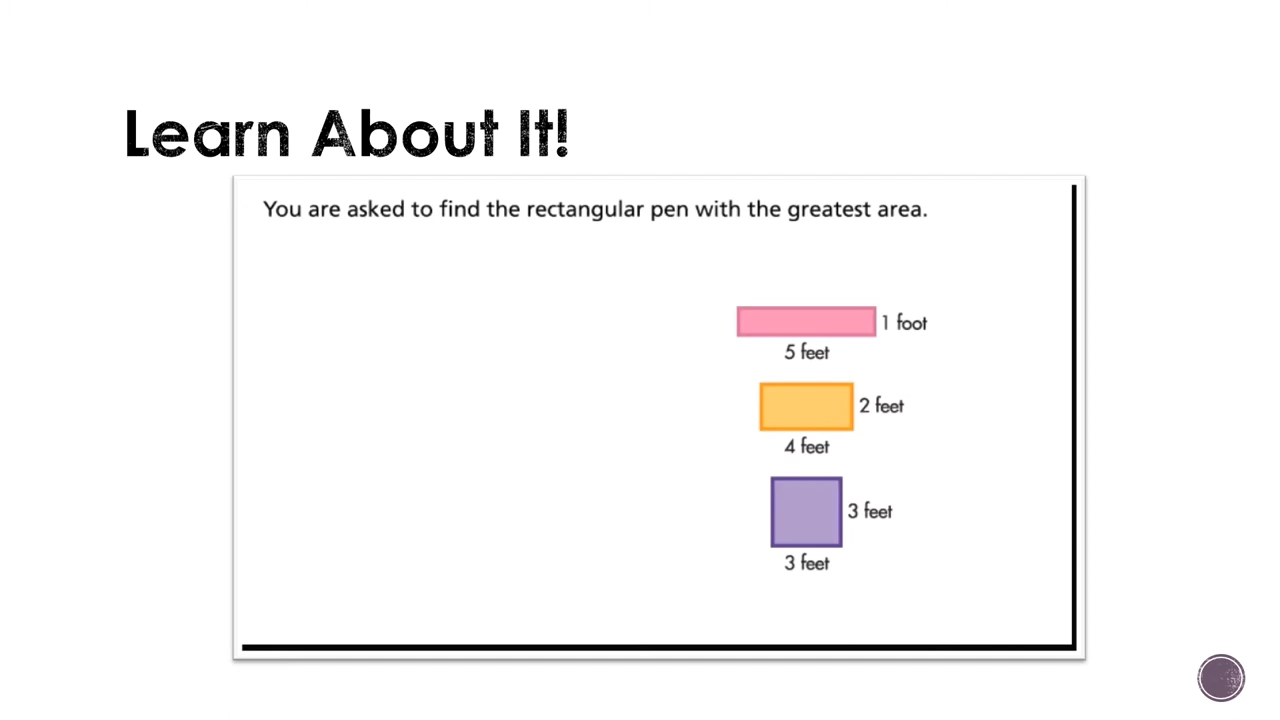 Learn About It!
You are asked to find the rectangular pen with the greatest area.
1 foot
5 feet
2 feet
4 feet
3 feet
3 feet